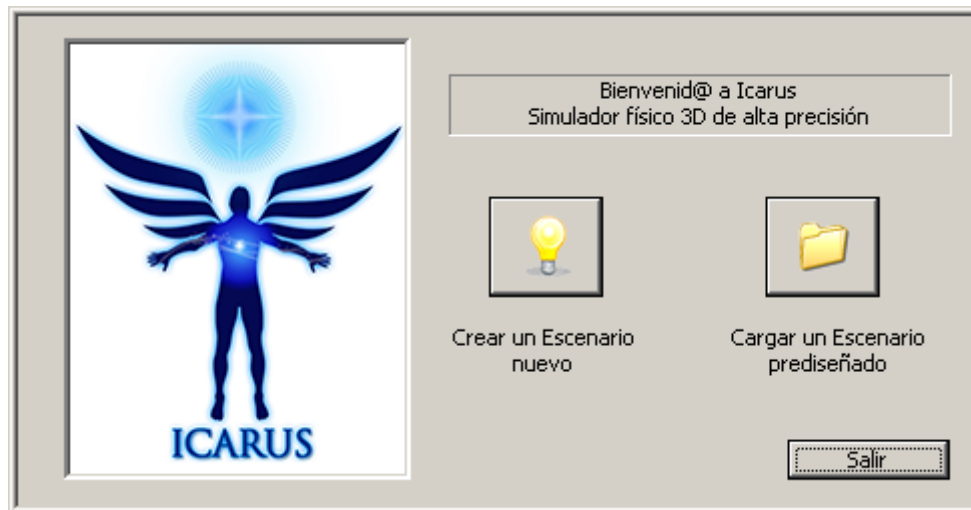 Bienvenid@ a Icarus
Simulador físico 3D de alta precisión
Crear un Escenario
nuevo
Cargar un Escenario
prediseñado
ICARUS
Salir